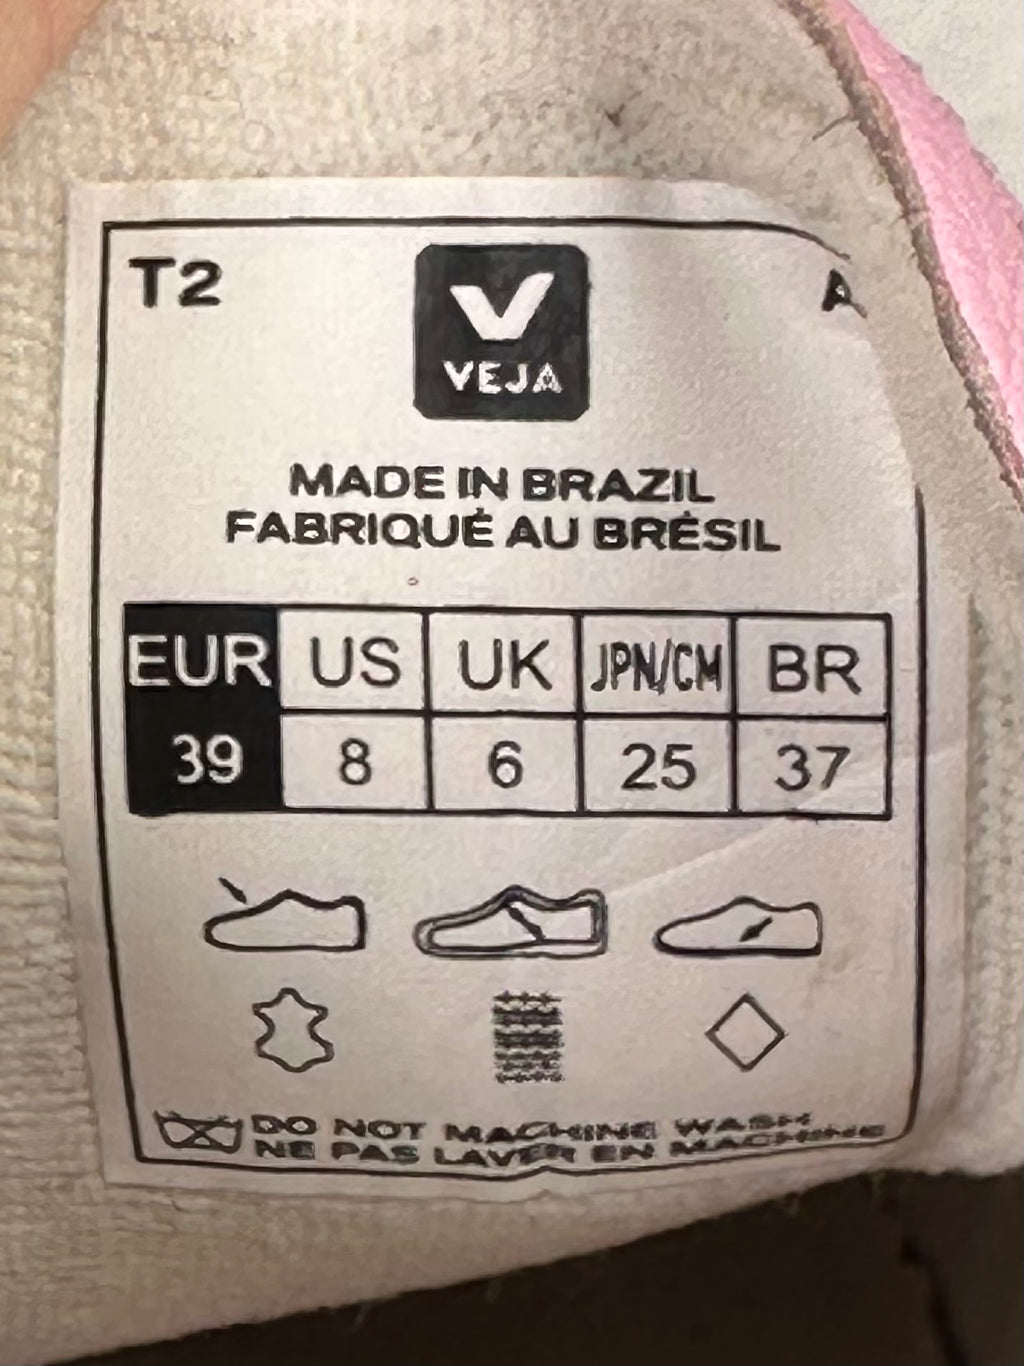 T2
A
V
VEJA
MADE IN BRAZIL
FABRIQUÉ AU BRÉSIL
EUR US UK JPN/CM BR
39 8 6 25 37
DO NOT MACHINE WASH
NE PAS LAVER EN MACHINE